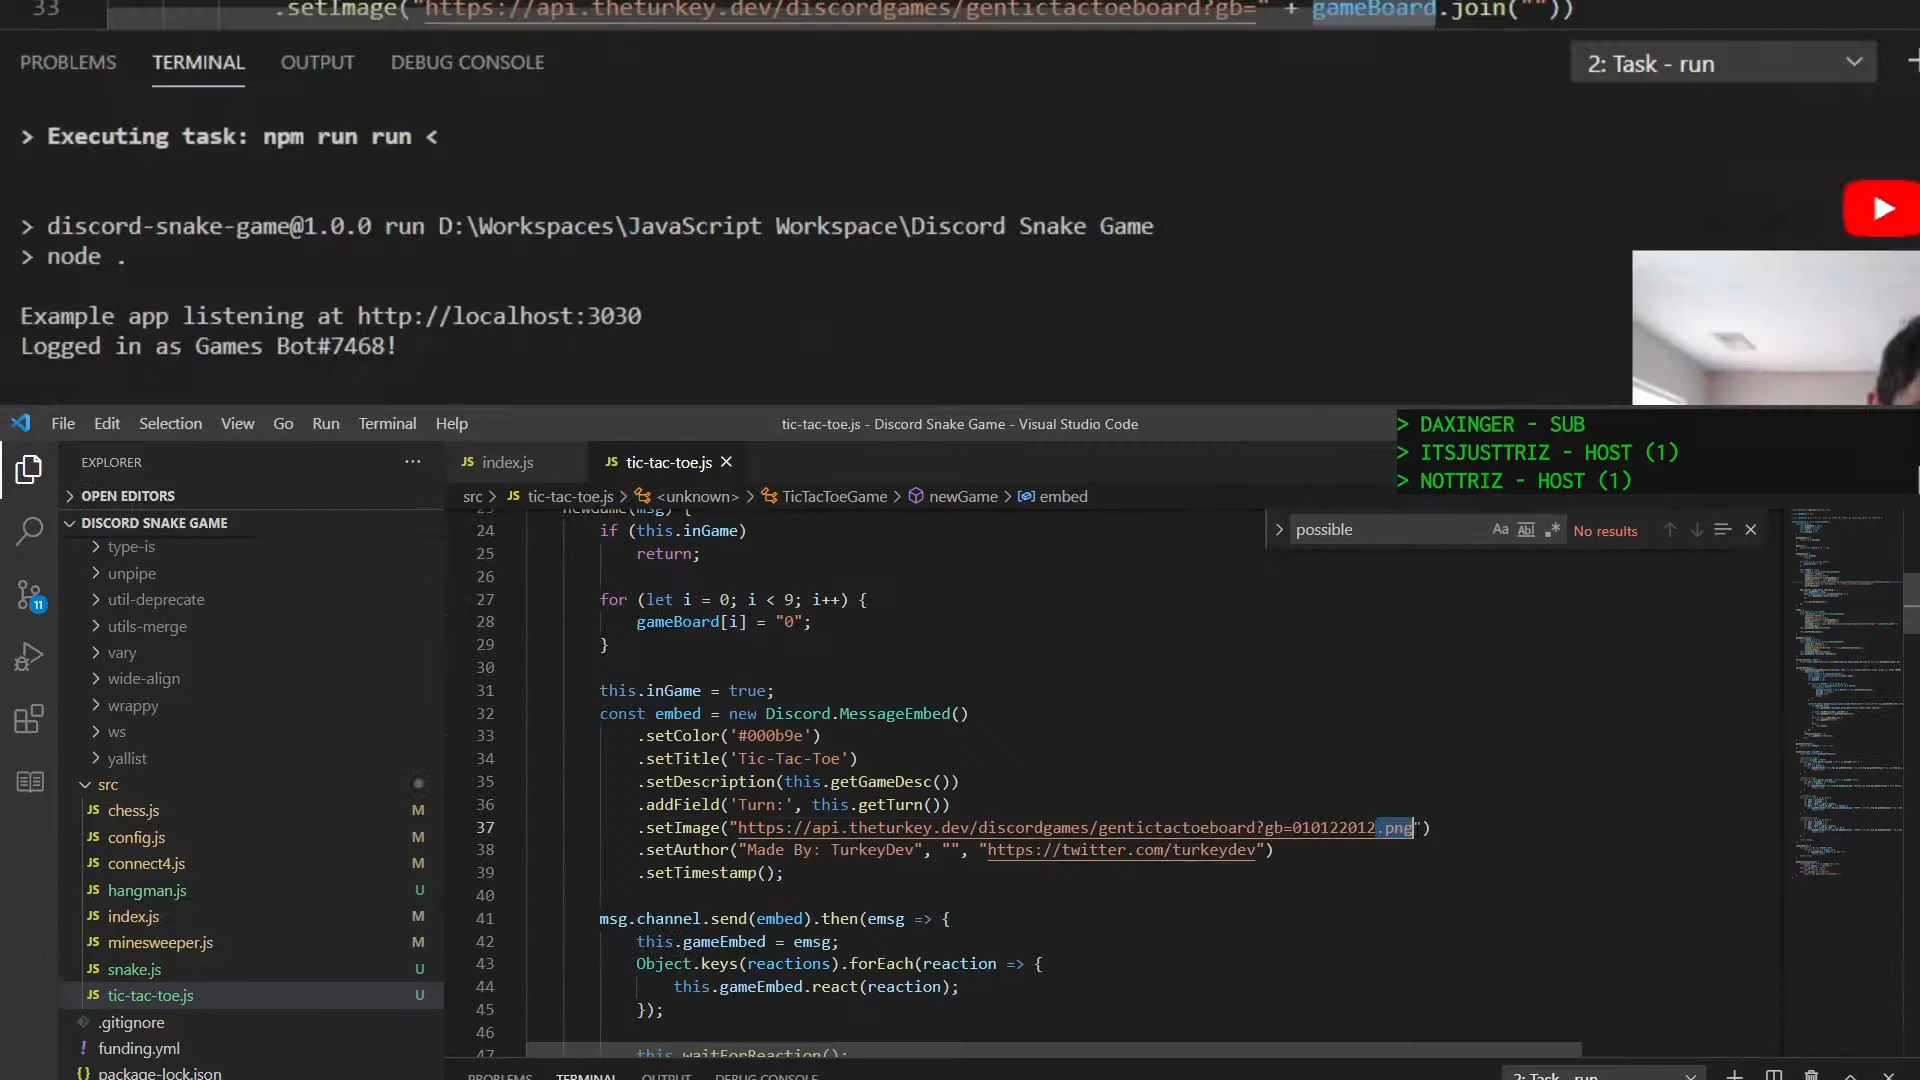 33 .setImage("https://api.theturkey.dev/discordgames/gentictactoeboard?gb=" + gameBoard.join(""))
PROBLEMS TERMINAL OUTPUT DEBUG CONSOLE 2: Task - run
> Executing task: npm run run <
> discord-snake-game@1.0.0 run D:\Workspaces\JavaScript Workspace\Discord Snake Game
> node .
Example app listening at http://localhost:3030
Logged in as Games Bot#7468!
File Edit Selection View Go Run Terminal Help tic-tac-toe.js - Discord Snake Game - Visual Studio Code
> DAXINGER - SUB
> ITSJUSTTRIZ - HOST (1)
> NOTTRIZ - HOST (1)
EXPLORER ...
JS index.js JS tic-tac-toe.js
OPEN EDITORS
src > JS tic-tac-toe.js > <unknown> > TicTacToeGame > newGame > embed
DISCORD SNAKE GAME
type-is
unpipe
util-deprecate
utils-merge
vary
wide-align
wrappy
ws
yallist
src
JS chess.js M
JS config.js M
JS connect4.js M
JS hangman.js U
JS index.js M
JS minesweeper.js M
JS snake.js U
JS tic-tac-toe.js U
.gitignore
! funding.yml
{} package-lock.json
11
possible Aa Abl .* No results
23 newGame(msg) {
24 if (this.inGame)
25 return;
26
27 for (let i = 0; i < 9; i++) {
28 gameBoard[i] = "0";
29 }
30
31 this.inGame = true;
32 const embed = new Discord.MessageEmbed()
33 .setColor('#000b9e')
34 .setTitle('Tic-Tac-Toe')
35 .setDescription(this.getGameDesc())
36 .addField('Turn:', this.getTurn())
37 .setImage("https://api.theturkey.dev/discordgames/gentictactoeboard?gb=010122012.png")
38 .setAuthor("Made By: TurkeyDev", "", "https://twitter.com/turkeydev")
39 .setTimestamp();
40
41 msg.channel.send(embed).then(emsg => {
42 this.gameEmbed = emsg;
43 Object.keys(reactions).forEach(reaction => {
44 this.gameEmbed.react(reaction);
45 });
46
47 this.waitForReaction();
PROBLEMS TERMINAL OUTPUT DEBUG CONSOLE 2: Task - run